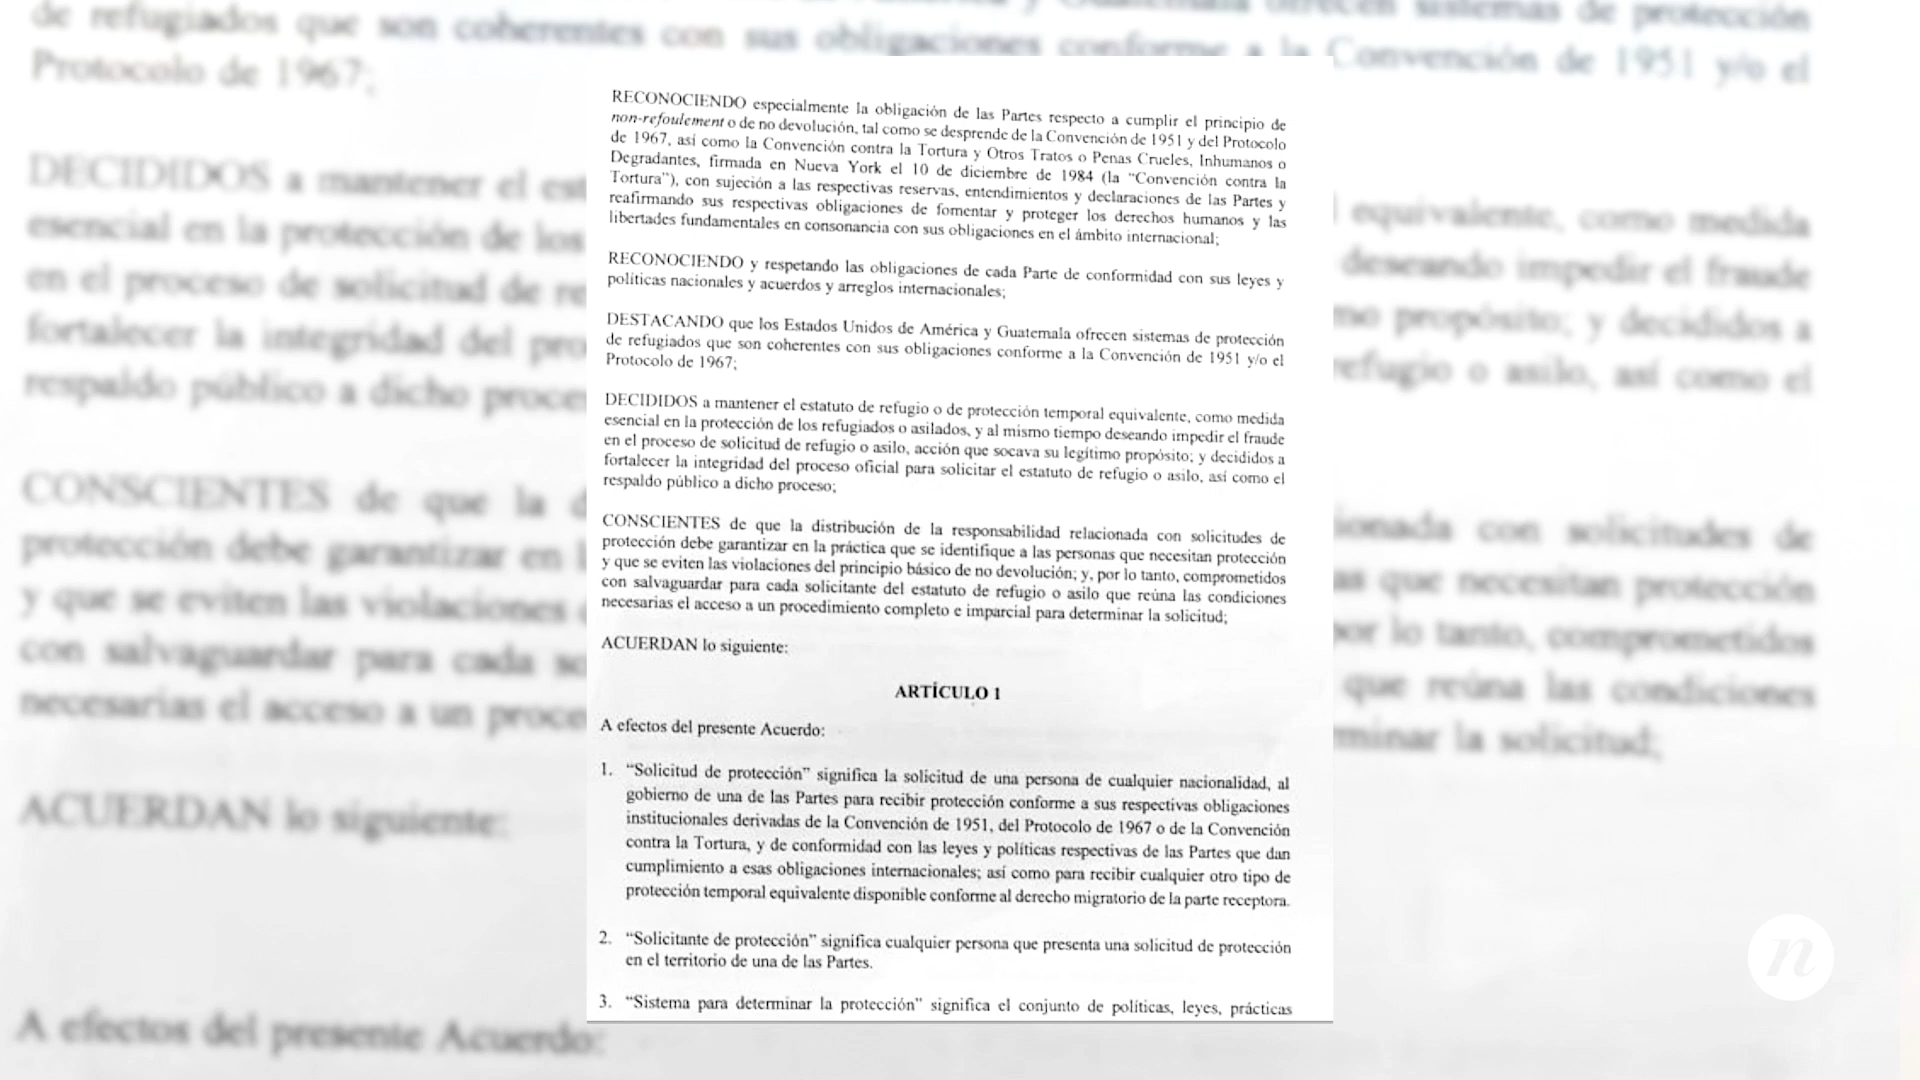 de refugiados que son coherentes con sus obligaciones conforme a la Convención de 1951 y/o el
Protocolo de 1967;
RECONOCIENDO especialmente la obligación de las Partes respecto a cumplir el principio de
non-refoulement o de no devolución, tal como se desprende de la Convención de 1951 y del Protocolo
de 1967, así como la Convención contra la Tortura y Otros Tratos o Penas Crueles, Inhumanos o
Degradantes, firmada en Nueva York el 10 de diciembre de 1984 (la “Convención contra la
Tortura”), con sujeción a las respectivas reservas, entendimientos y declaraciones de las Partes y
reafirmando sus respectivas obligaciones de fomentar y proteger los derechos humanos y las
libertades fundamentales en consonancia con sus obligaciones en el ámbito internacional;
RECONOCIENDO y respetando las obligaciones de cada Parte de conformidad con sus leyes y
políticas nacionales y acuerdos y arreglos internacionales;
DESTACANDO que los Estados Unidos de América y Guatemala ofrecen sistemas de protección
de refugiados que son coherentes con sus obligaciones conforme a la Convención de 1951 y/o el
Protocolo de 1967;
DECIDIDOS a mantener el estatuto de refugio o de protección temporal equivalente, como medida
esencial en la protección de los refugiados o asilados, y al mismo tiempo deseando impedir el fraude
en el proceso de solicitud de refugio o asilo, acción que socava su legítimo propósito; y decididos a
fortalecer la integridad del proceso oficial para solicitar el estatuto de refugio o asilo, así como el
respaldo público a dicho proceso;
CONSCIENTES de que la distribución de la responsabilidad relacionada con solicitudes de
protección debe garantizar en la práctica que se identifique a las personas que necesitan protección
y que se eviten las violaciones del principio básico de no devolución; y, por lo tanto, comprometidos
con salvaguardar para cada solicitante del estatuto de refugio o asilo que reúna las condiciones
necesarias el acceso a un procedimiento completo e imparcial para determinar la solicitud;
ACUERDAN lo siguiente:
ARTÍCULO 1
A efectos del presente Acuerdo:
1. “Solicitud de protección” significa la solicitud de una persona de cualquier nacionalidad, al
gobierno de una de las Partes para recibir protección conforme a sus respectivas obligaciones
institucionales derivadas de la Convención de 1951, del Protocolo de 1967 o de la Convención
contra la Tortura, y de conformidad con las leyes y políticas respectivas de las Partes que dan
cumplimiento a esas obligaciones internacionales; así como para recibir cualquier otro tipo de
protección temporal equivalente disponible conforme al derecho migratorio de la parte receptora.
2. “Solicitante de protección” significa cualquier persona que presenta una solicitud de protección
en el territorio de una de las Partes.
3. “Sistema para determinar la protección” significa el conjunto de políticas, leyes, prácticas
n